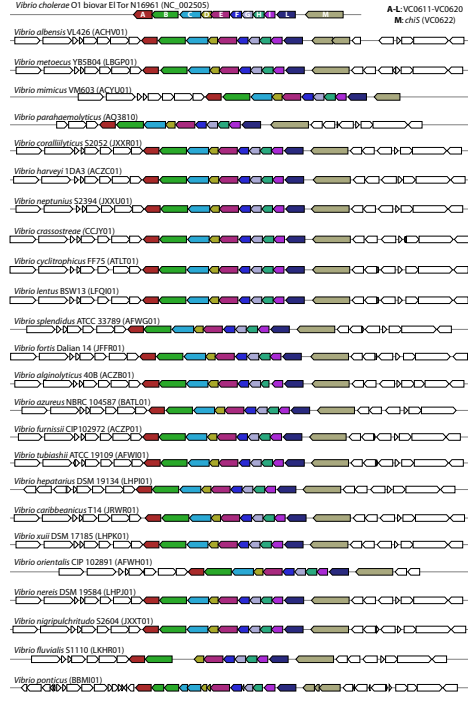 Vibrio cholerae O1 biovar El Tor N16961 (NC_002505)
A B C D E F G H I L M
A-L: VC0611-VC0620
M: chi5 (VC0622)
Vibrio albensis VL426 (ACHV01)
Vibrio metoecus YB5B04 (LBGP01)
Vibrio mimicus VM603 (ACYU01)
Vibrio parahaemolyticus (AQ3810)
Vibrio coralliilyticus S2052 (JXXR01)
Vibrio harveyi 1DA3 (ACZC01)
Vibrio neptunius S2394 (JXXU01)
Vibrio crassostreae (CCJY01)
Vibrio cyclitrophicus FF75 (ATLT01)
Vibrio lentus BSW13 (LFQI01)
Vibrio splendidus ATCC 33789 (AFWG01)
Vibrio fortis Dalian 14 (JFFR01)
Vibrio alginolyticus 40B (ACZB01)
Vibrio azureus NBRC 104587 (BATL01)
Vibrio furnissii CIP102972 (ACZP01)
Vibrio tubiashii ATCC 19109 (AFWI01)
Vibrio hepatarius DSM 19134 (LHPI01)
Vibrio caribbeanicus T14 (JRWR01)
Vibrio xuii DSM 17185 (LHPK01)
Vibrio orientalis CIP 102891 (AFWH01)
Vibrio nereis DSM 19584 (LHPJ01)
Vibrio nigripulchritudo S2604 (JXXT01)
Vibrio fluvialis S1110 (LKHR01)
Vibrio ponticus (BBMI01)